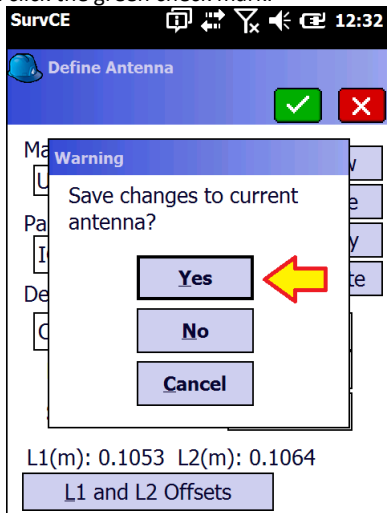 SurvCE 12:32
Define Antenna
Warning
Save changes to current
antenna?
Yes
No
Cancel
L1(m): 0.1053 L2(m): 0.1064
L1 and L2 Offsets